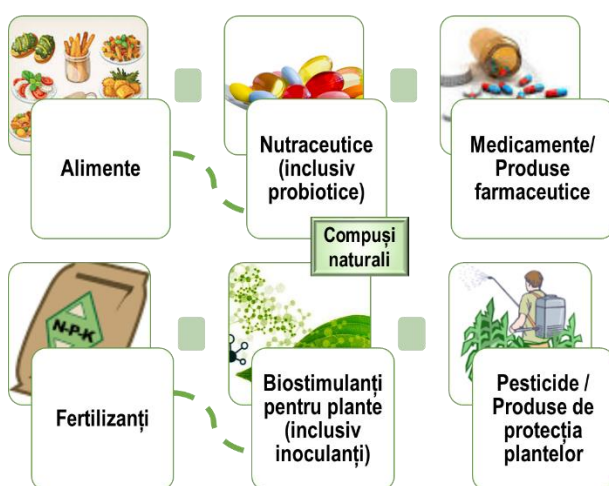 Alimente
Nutraceutice
(inclusiv
probiotice)
Medicamente/
Produse
farmaceutice
Compuși
naturali
N-P-K
Fertilizanți
Biostimulanți
pentru plante
(inclusiv
inoculanți)
Pesticide /
Produse de
protecția
plantelor